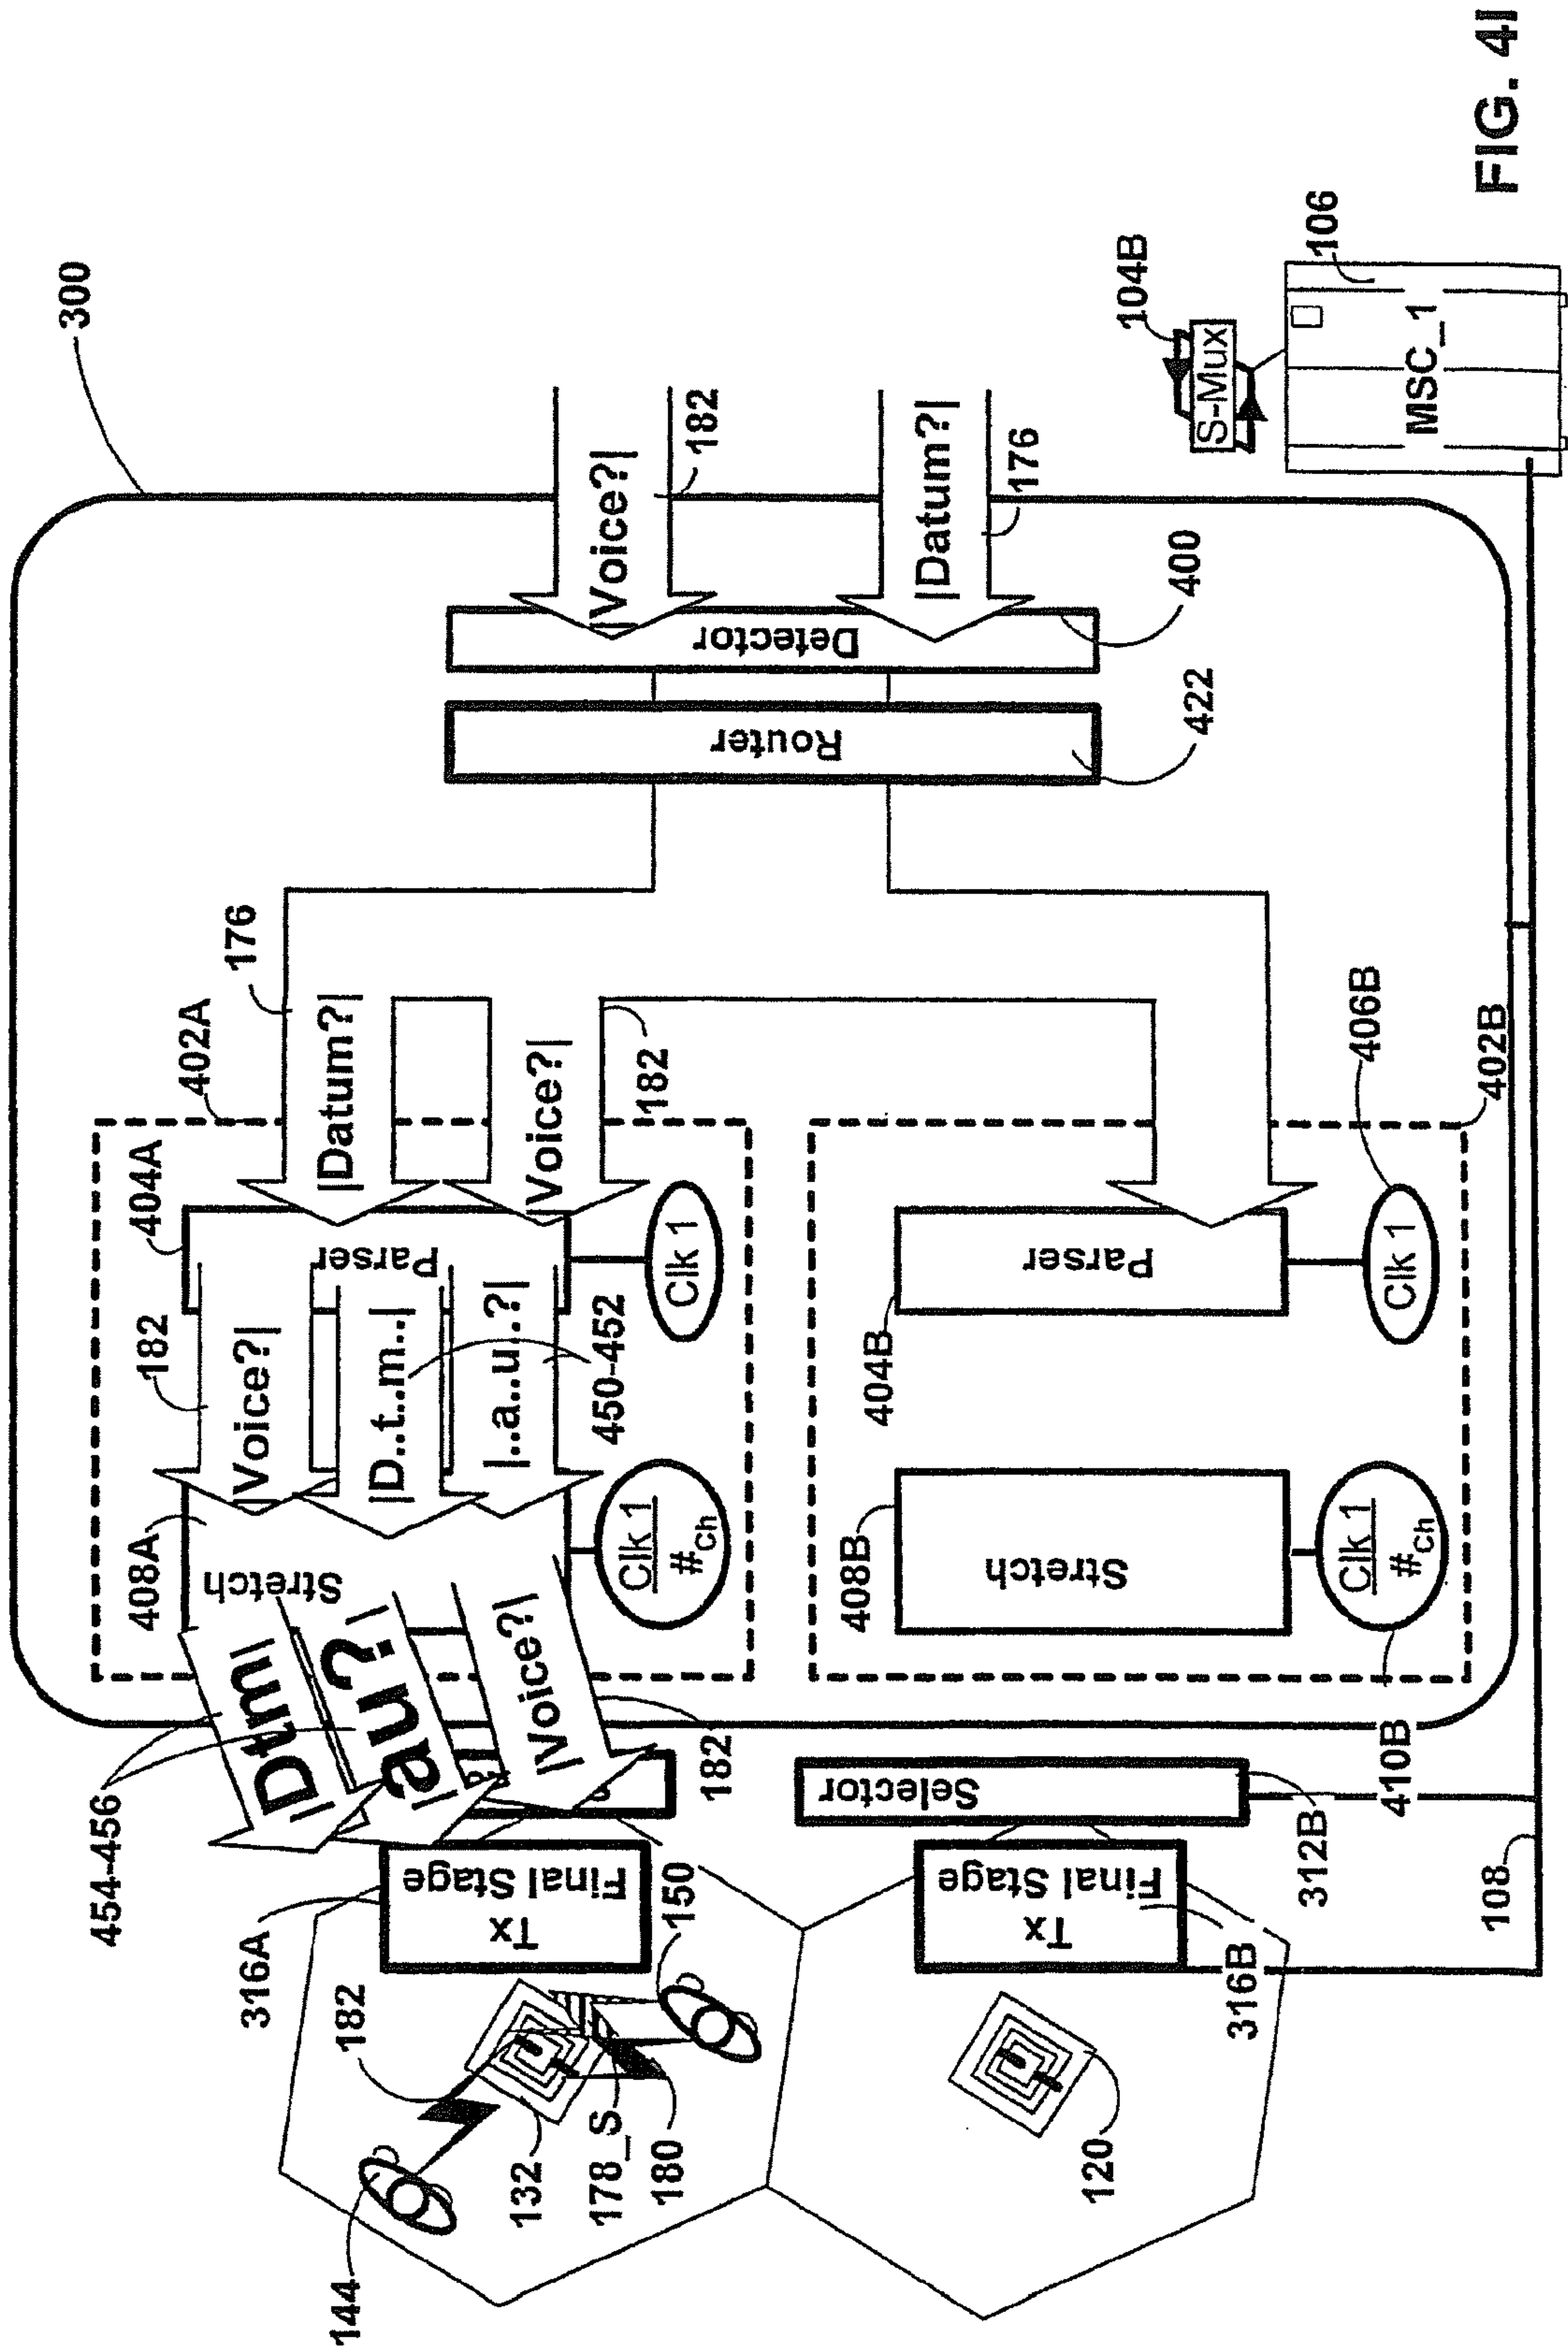 300
|Voice?|
182
|Datum?|
176
Detector
400
Router
422
104B
S-Mux
106
MSC_1
176
402A
|Datum?|
|Voice?|
182
404A
Parser
Clk 1
182
|Voice?|
|D..t..m..|
|..a..u..?|
450-452
408A
Stretch
Clk 1
#Ch
|Dtm|
|au?|
|Voice?|
454-456
182
402B
406B
Clk 1
Parser
404B
408B
Stretch
Clk 1
#Ch
410B
Selector
312B
108
316A
Final Stage
Tx
150
Final Stage
Tx
316B
182
132
178_S
180
144
120
FIG. 4I